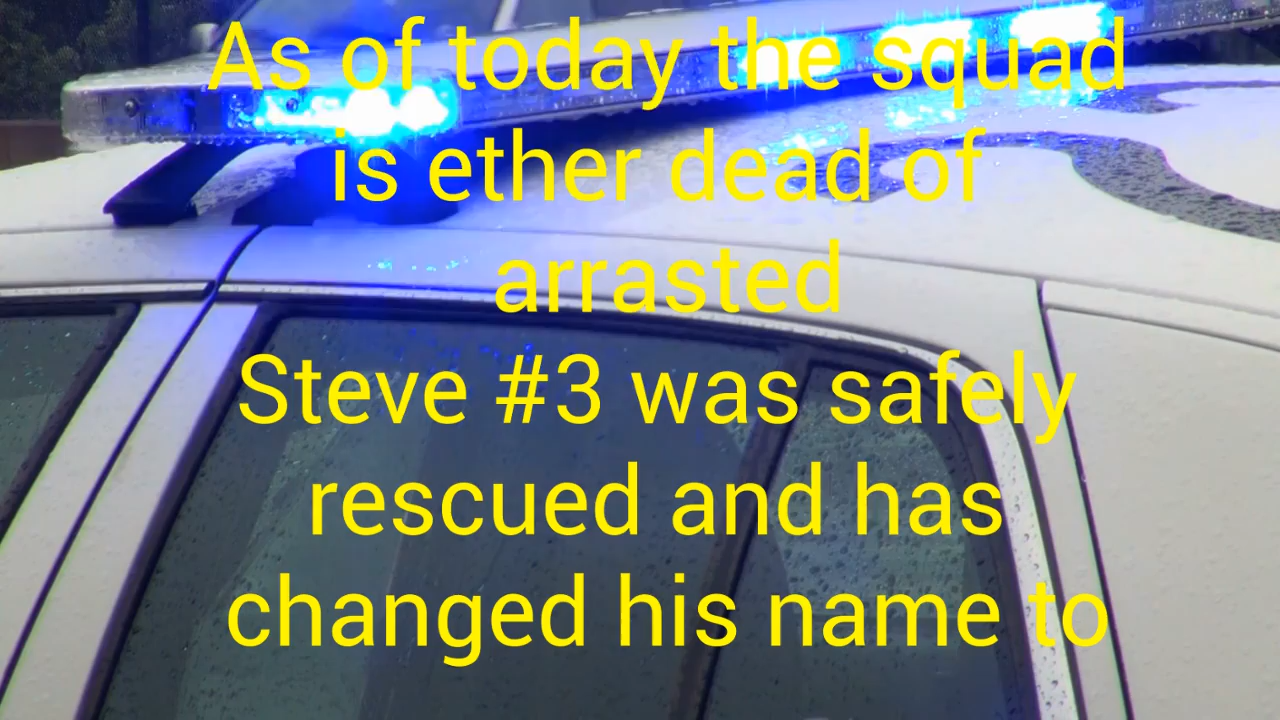 As of today the squad
is ether dead of
arrasted
Steve #3 was safely
rescued and has
changed his name to